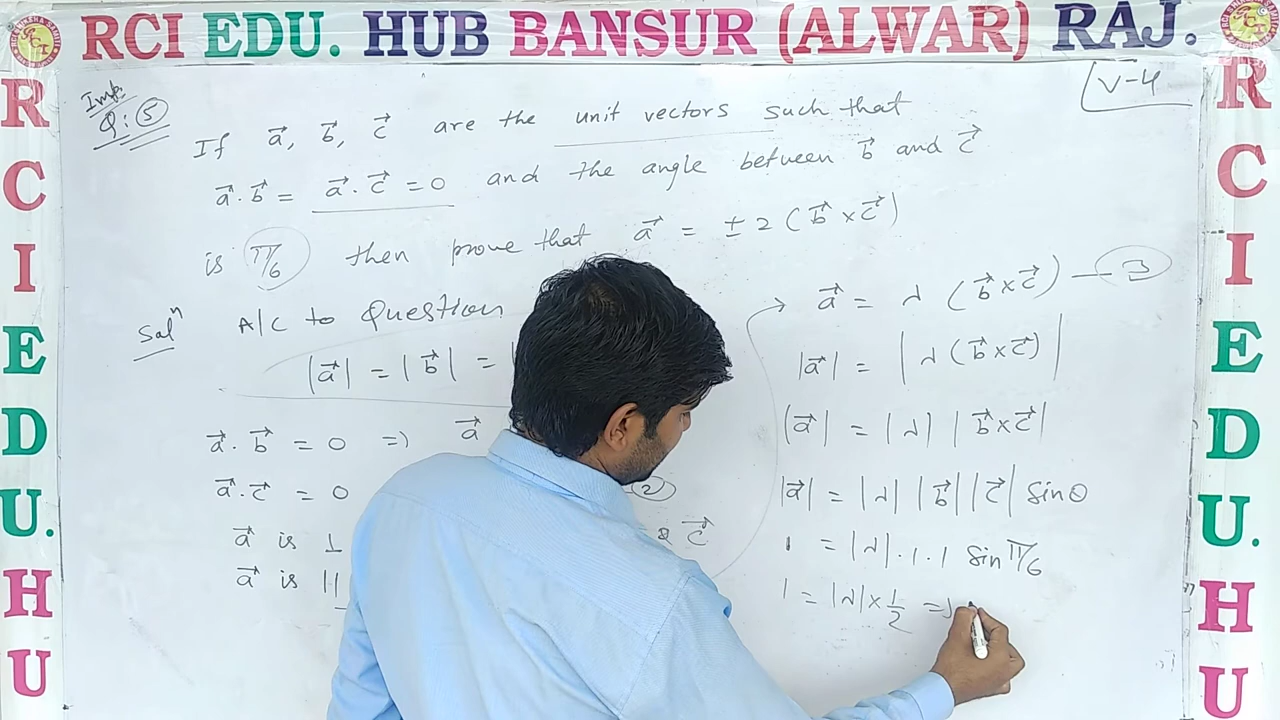 RCI EDU. HUB BANSUR (ALWAR) RAJ.
R
C
I
E
D
U.
H
U
V-4
Imp.
Q:⑤
If a⃗, b⃗, c⃗ are the unit vectors such that
a⃗.b⃗ = a⃗.c⃗ = 0 and the angle between b⃗ and c⃗
is π/6 then prove that a⃗ = ± 2 (b⃗ × c⃗)
Solⁿ A/C to Question
|a⃗| = |b⃗| =
a⃗.b⃗ = 0 => a⃗
a⃗.c⃗ = 0 ②
a⃗ is ⊥ & c⃗
a⃗ is ||
→ a⃗ = λ (b⃗ × c⃗) — ③
|a⃗| = |λ (b⃗ × c⃗)|
|a⃗| = |λ| |b⃗ × c⃗|
|a⃗| = |λ| |b⃗| |c⃗| sin θ
1 = |λ|.1.1 Sin π/6
1 = |λ| × 1/2 =)
R
C
I
E
D
U.
H
U